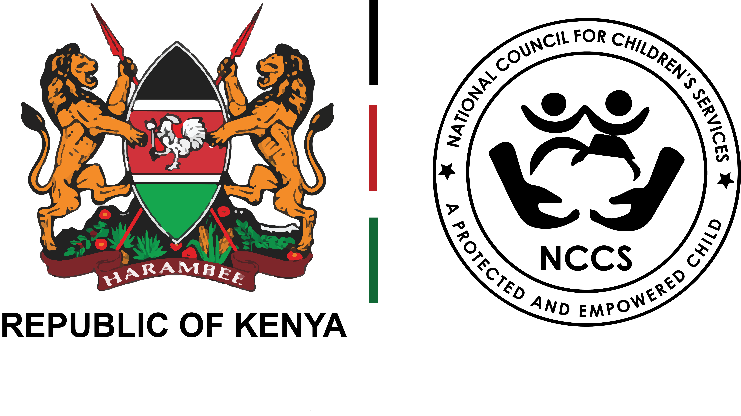 HARAMBEE
REPUBLIC OF KENYA
NATIONAL COUNCIL FOR CHILDREN'S SERVICES
NCCS
A PROTECTED AND EMPOWERED CHILD